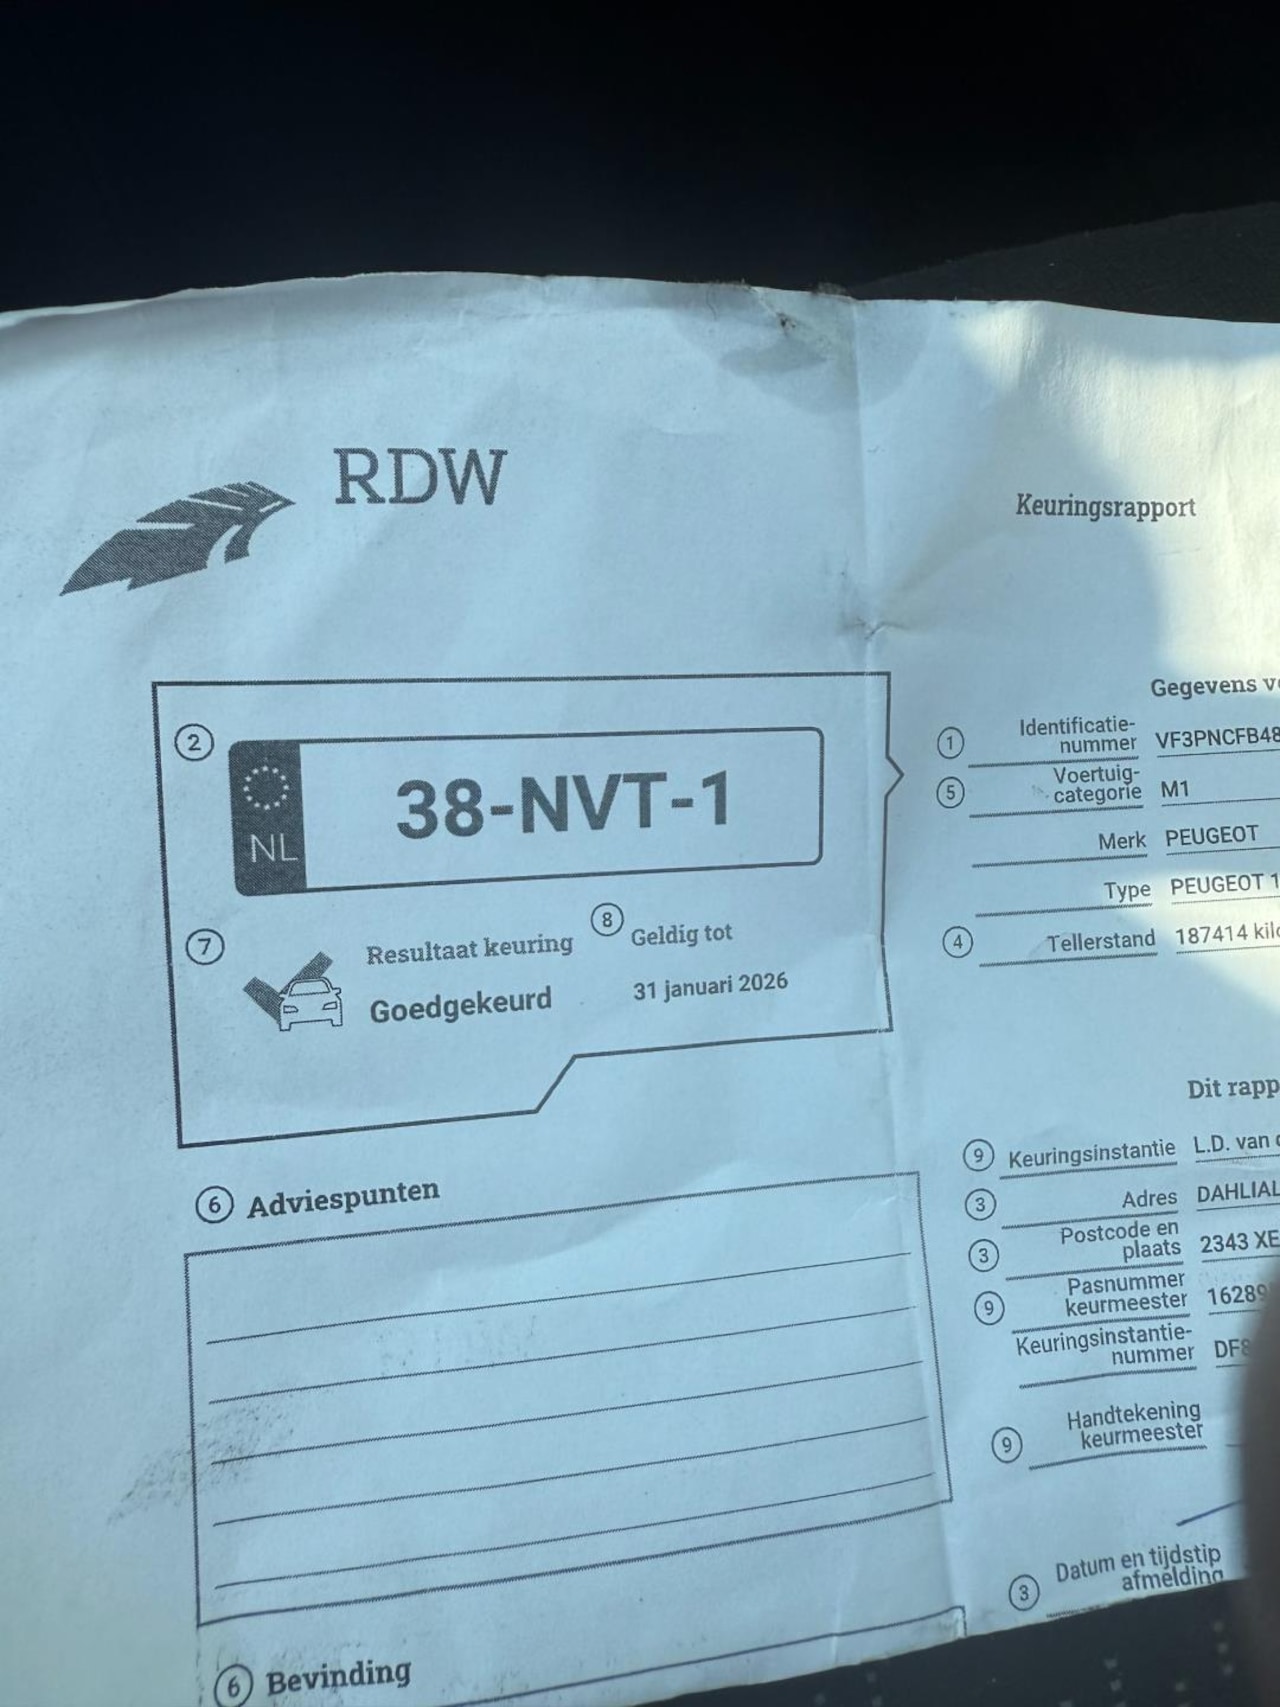 RDW
Keuringsrapport
2
NL
38-NVT-1
7
Resultaat keuring
Goedgekeurd
8
Geldig tot
31 januari 2026
6 Adviespunten
6 Bevinding
Gegevens
1 Identificatie-
nummer VF3PNCFB48
5 Voertuig-
categorie M1
Merk PEUGEOT
Type PEUGEOT 1
4 Tellerstand 187414 kilo
Dit rapp
9 Keuringsinstantie L.D. van
3 Adres DAHLIAL
3 Postcode en
plaats 2343 XE
9 Pasnummer
keurmeester 16289
Keuringsinstantie-
nummer DF8
9 Handtekening
keurmeester
3 Datum en tijdstip
afmelding